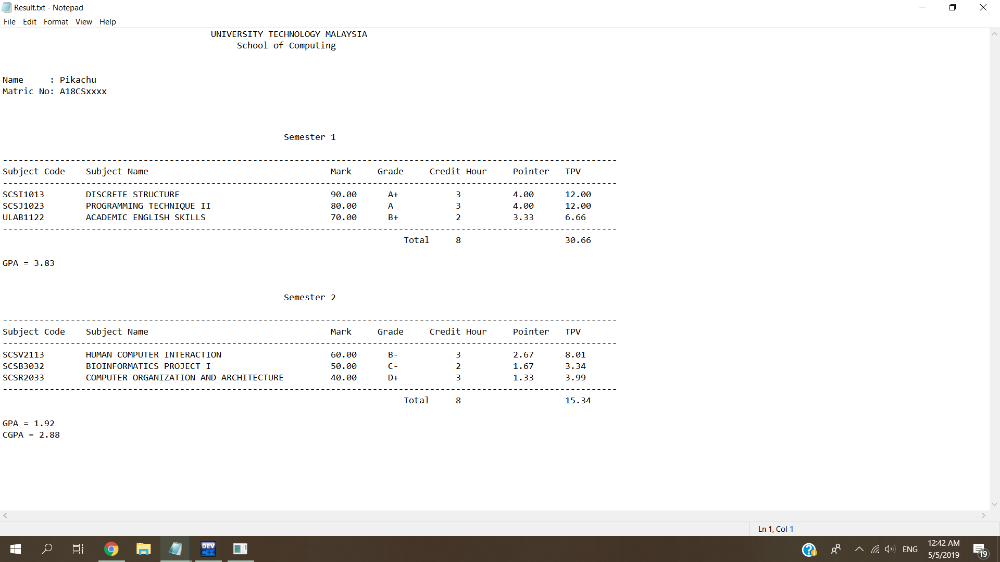 Result.txt - Notepad
File Edit Format View Help
UNIVERSITY TECHNOLOGY MALAYSIA
School of Computing
Name : Pikachu
Matric No: A18CSxxxx
Semester 1
--------------------------------------------------------------------------------------------------------------
Subject Code Subject Name Mark Grade Credit Hour Pointer TPV
--------------------------------------------------------------------------------------------------------------
SCSI1013 DISCRETE STRUCTURE 90.00 A+ 3 4.00 12.00
SCSJ1023 PROGRAMMING TECHNIQUE II 80.00 A 3 4.00 12.00
ULAB1122 ACADEMIC ENGLISH SKILLS 70.00 B+ 2 3.33 6.66
--------------------------------------------------------------------------------------------------------------
Total 8 30.66
GPA = 3.83
Semester 2
--------------------------------------------------------------------------------------------------------------
Subject Code Subject Name Mark Grade Credit Hour Pointer TPV
--------------------------------------------------------------------------------------------------------------
SCSV2113 HUMAN COMPUTER INTERACTION 60.00 B- 3 2.67 8.01
SCSB3032 BIOINFORMATICS PROJECT I 50.00 C- 2 1.67 3.34
SCSR2033 COMPUTER ORGANIZATION AND ARCHITECTURE 40.00 D+ 3 1.33 3.99
--------------------------------------------------------------------------------------------------------------
Total 8 15.34
GPA = 1.92
CGPA = 2.88
Ln 1, Col 1
DEV
C++
ENG
12:42 AM
5/5/2019
19